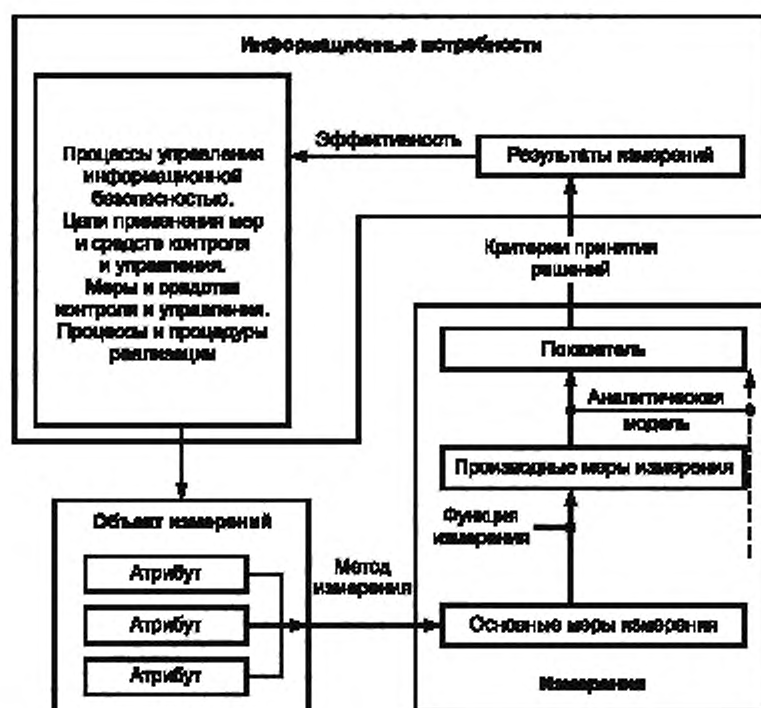 Информационные потребности
Процессы управления
информационной
безопасностью.
Цели применения мер
и средств контроля
и управления.
Меры и средства
контроля и управления.
Процессы и процедуры
реализации
Эффективность
Результаты измерений
Критерии принятия
решений
Показатель
Аналитическая
модель
Производные меры измерения
Функция
измерения
Объект измерений
Атрибут
Атрибут
Атрибут
Метод
измерения
Основные меры измерения
Измерения